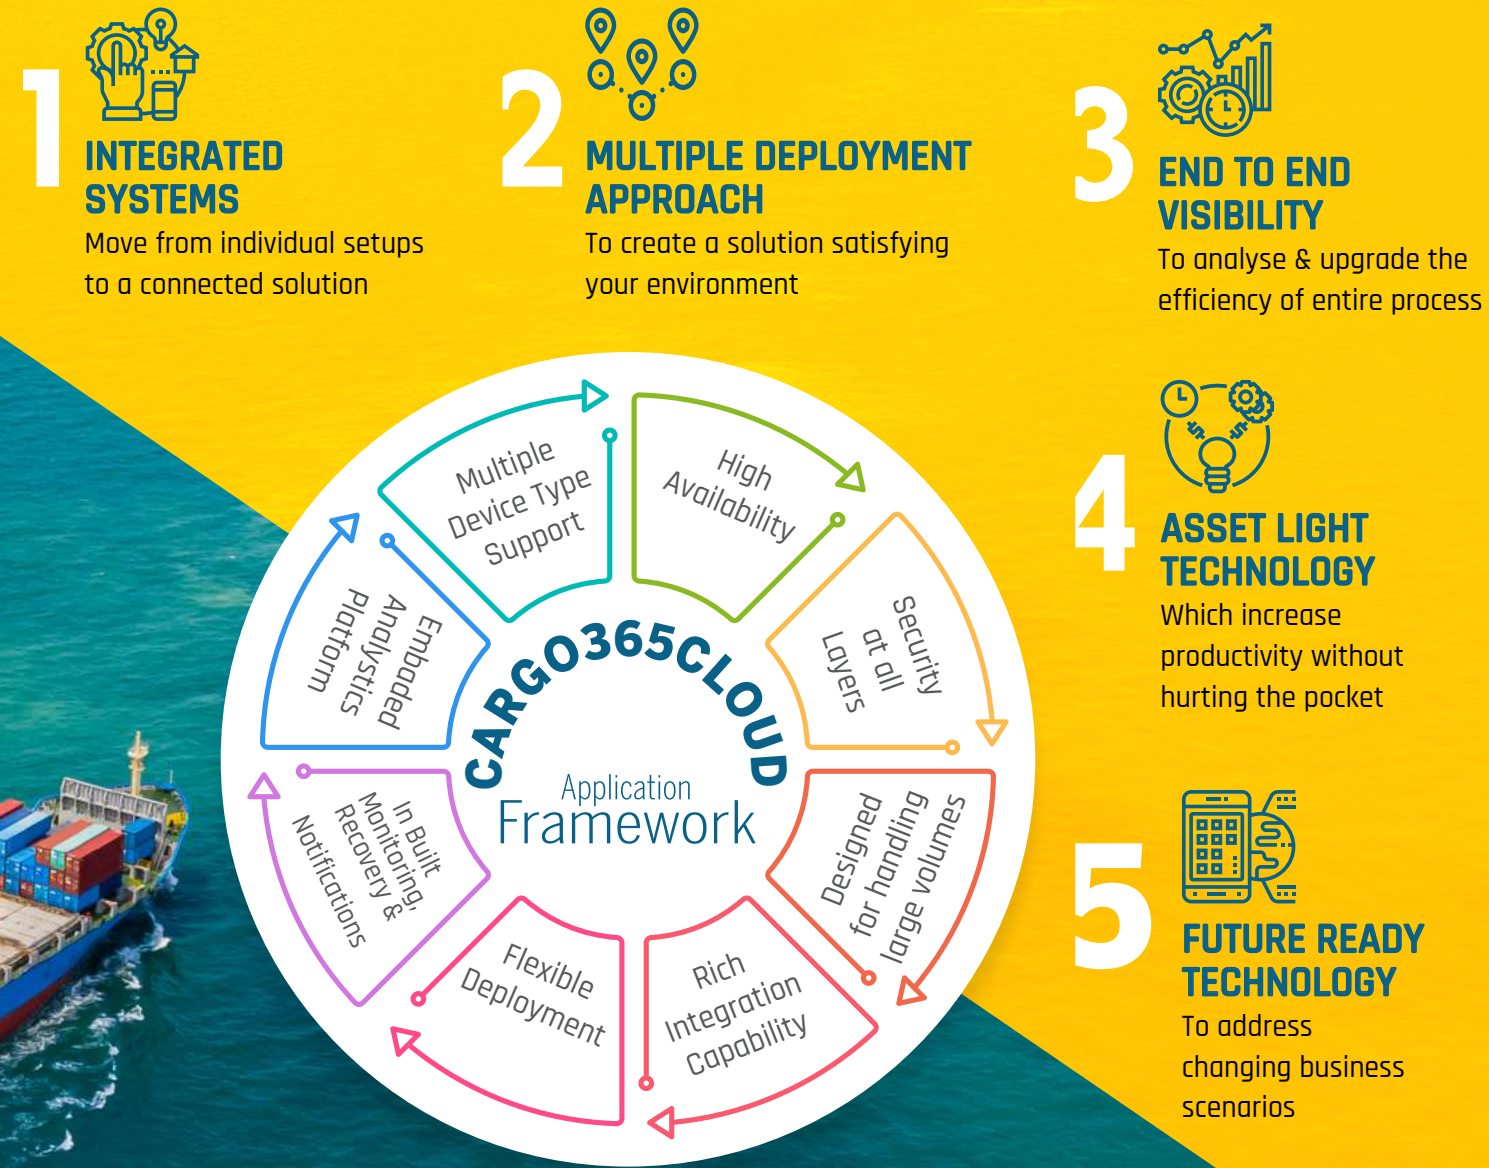 1
INTEGRATED
SYSTEMS
Move from individual setups
to a connected solution
2
MULTIPLE DEPLOYMENT
APPROACH
To create a solution satisfying
your environment
3
END TO END
VISIBILITY
To analyse & upgrade the
efficiency of entire process
4
ASSET LIGHT
TECHNOLOGY
Which increase
productivity without
hurting the pocket
5
FUTURE READY
TECHNOLOGY
To address
changing business
scenarios
CARGO365CLOUD
Application
Framework
High
Availability
Security
at all
Layers
Designed
for handling
large volumes
Rich
Integration
Capability
Flexible
Deployment
In Built
Monitoring,
Recovery &
Notifications
Embaded
Analystics
Platform
Multiple
Device Type
Support